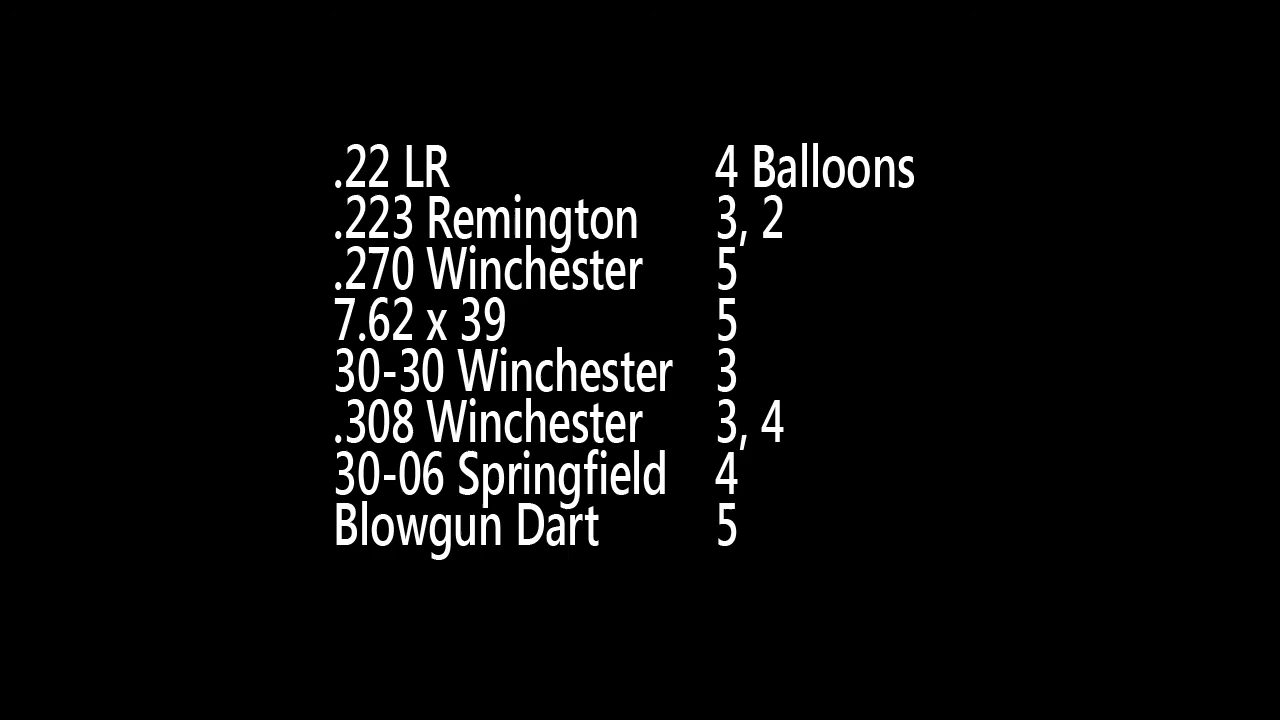 .22 LR 4 Balloons
.223 Remington 3, 2
.270 Winchester 5
7.62 x 39 5
30-30 Winchester 3
.308 Winchester 3, 4
30-06 Springfield 4
Blowgun Dart 5